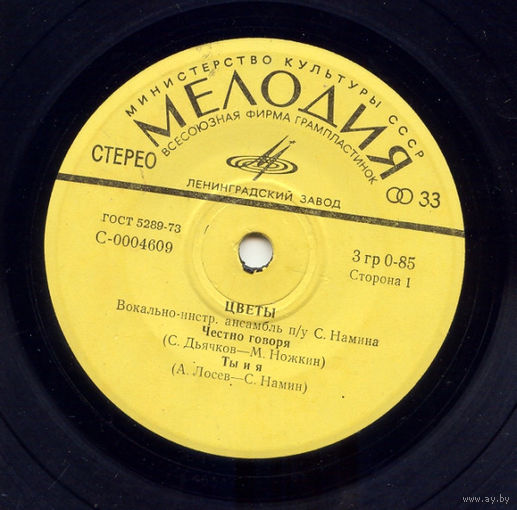 МИНИСТЕРСТВО КУЛЬТУРЫ СССР
МЕЛОДИЯ
ВСЕСОЮЗНАЯ ФИРМА ГРАМПЛАСТИНОК
СТЕРЕО
33
ЛЕНИНГРАДСКИЙ ЗАВОД
ГОСТ 5289-73
С-0004609
3 гр 0-85
Сторона 1
ЦВЕТЫ
Вокально-инстр. ансамбль п/у С. Намина
Честно говоря
(С. Дьячков—М. Ножкин)
Ты и я
(А. Лосев—С. Намин)
www.ay.by